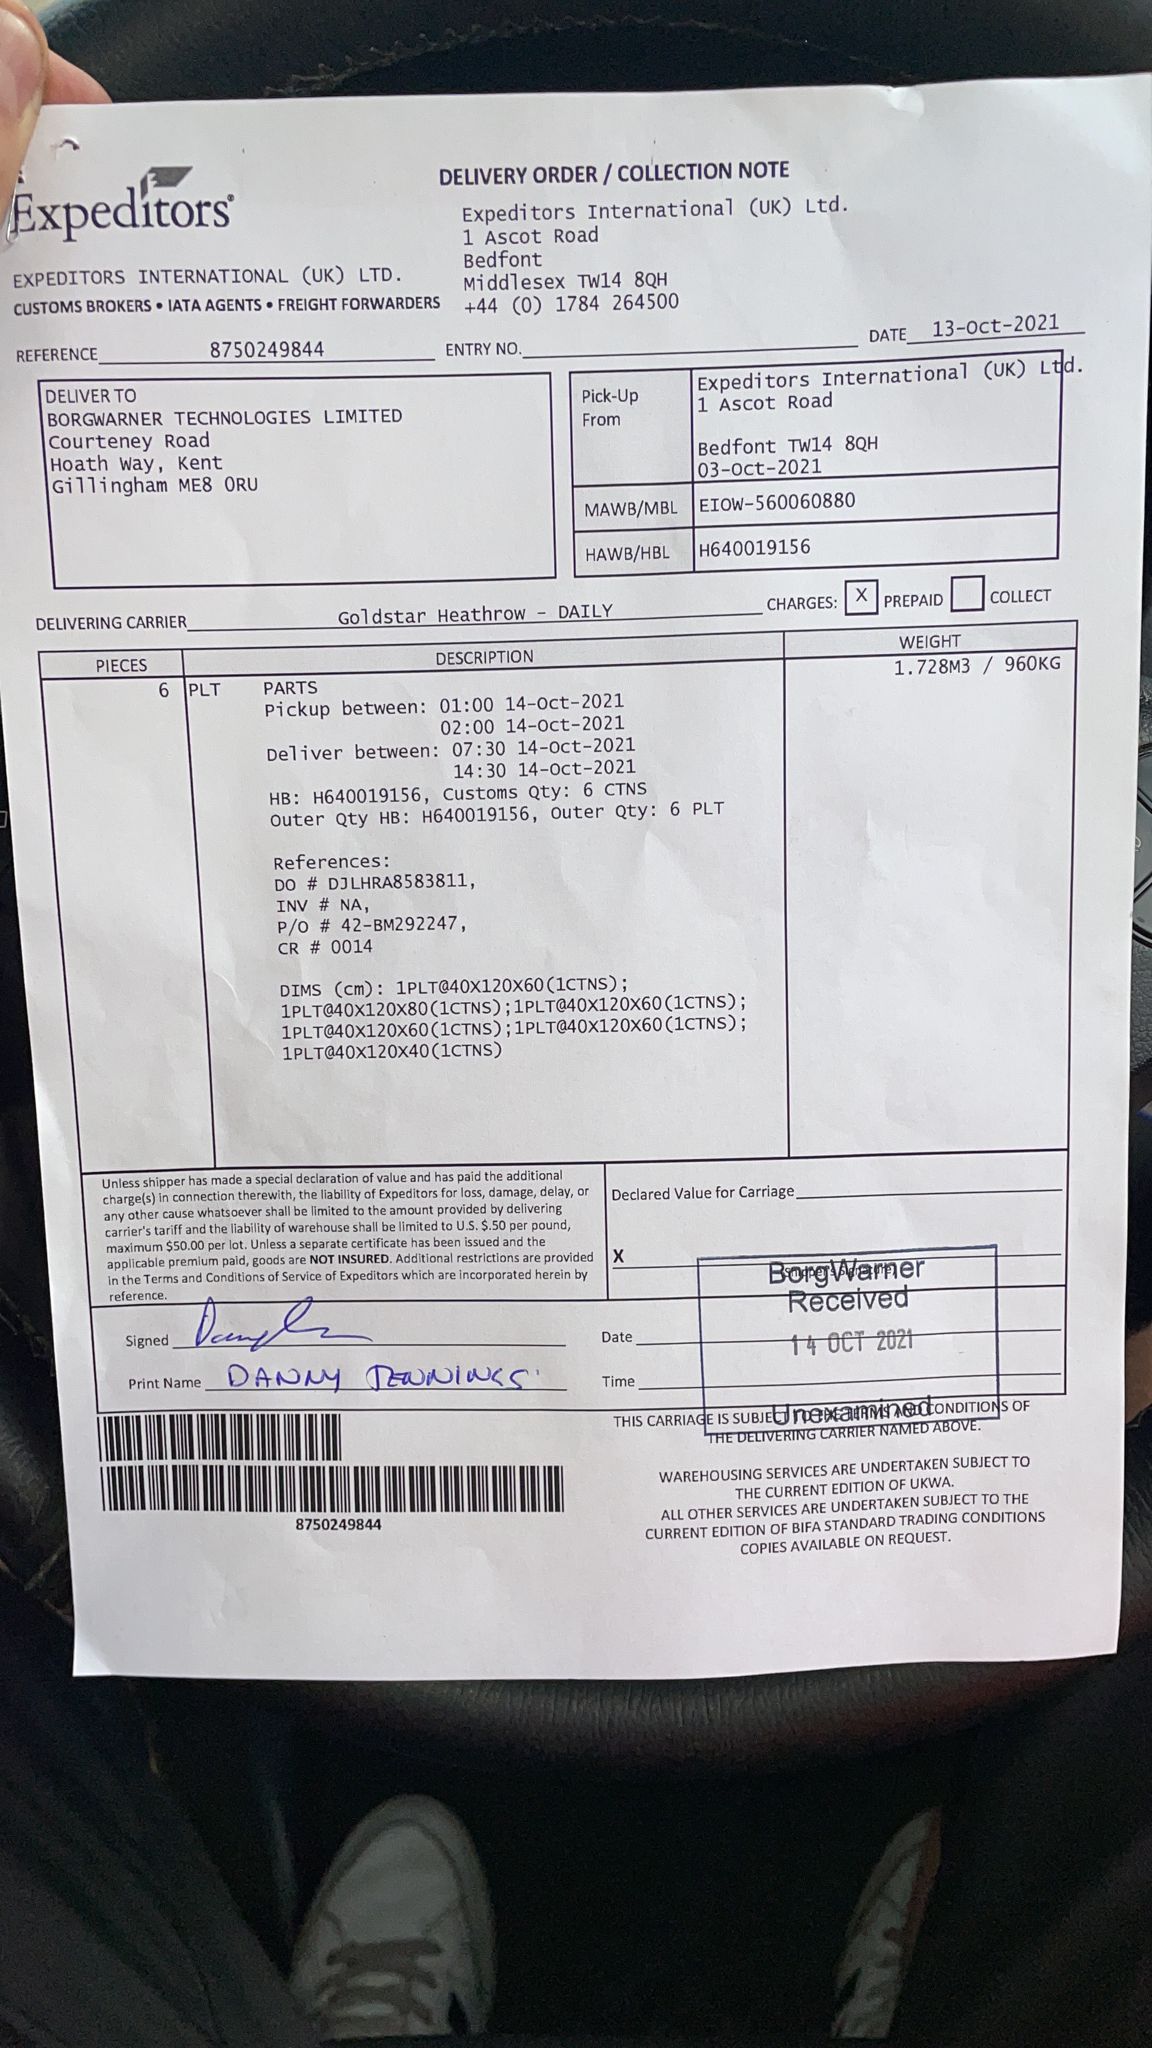 Expeditors®
DELIVERY ORDER / COLLECTION NOTE
Expeditors International (UK) Ltd.
1 Ascot Road
Bedfont
Middlesex TW14 8QH
+44 (0) 1784 264500
EXPEDITORS INTERNATIONAL (UK) LTD.
CUSTOMS BROKERS • IATA AGENTS • FREIGHT FORWARDERS
REFERENCE 8750249844 ENTRY NO. DATE 13-Oct-2021
DELIVER TO
BORGWARNER TECHNOLOGIES LIMITED
Courteney Road
Hoath Way, Kent
Gillingham ME8 0RU
Pick-Up From
Expeditors International (UK) Ltd.
1 Ascot Road
Bedfont TW14 8QH
03-Oct-2021
MAWB/MBL EIOW-560060880
HAWB/HBL H640019156
DELIVERING CARRIER Goldstar Heathrow - DAILY CHARGES: X PREPAID COLLECT
PIECES DESCRIPTION WEIGHT
6 PLT PARTS 1.728M3 / 960KG
Pickup between: 01:00 14-Oct-2021
02:00 14-Oct-2021
Deliver between: 07:30 14-Oct-2021
14:30 14-Oct-2021
HB: H640019156, Customs Qty: 6 CTNS
Outer Qty HB: H640019156, Outer Qty: 6 PLT
References:
DO # DJLHRA8583811,
INV # NA,
P/O # 42-BM292247,
CR # 0014
DIMS (cm): 1PLT@40X120X60(1CTNS);
1PLT@40X120X80(1CTNS);1PLT@40X120X60(1CTNS);
1PLT@40X120X60(1CTNS);1PLT@40X120X60(1CTNS);
1PLT@40X120X40(1CTNS)
Unless shipper has made a special declaration of value and has paid the additional
charge(s) in connection therewith, the liability of Expeditors for loss, damage, delay, or
any other cause whatsoever shall be limited to the amount provided by delivering
carrier's tariff and the liability of warehouse shall be limited to U.S. $.50 per pound,
maximum $50.00 per lot. Unless a separate certificate has been issued and the
applicable premium paid, goods are NOT INSURED. Additional restrictions are provided
in the Terms and Conditions of Service of Expeditors which are incorporated herein by
reference.
Declared Value for Carriage
X
Shipper's Signature
BorgWarner
Received
14 OCT 2021
Unexamined
Signed
Date
Print Name DANNY JENNINGS
Time
THIS CARRIAGE IS SUBJECT TO THE TERMS AND CONDITIONS OF
THE DELIVERING CARRIER NAMED ABOVE.
WAREHOUSING SERVICES ARE UNDERTAKEN SUBJECT TO
THE CURRENT EDITION OF UKWA.
ALL OTHER SERVICES ARE UNDERTAKEN SUBJECT TO THE
CURRENT EDITION OF BIFA STANDARD TRADING CONDITIONS
COPIES AVAILABLE ON REQUEST.
8750249844